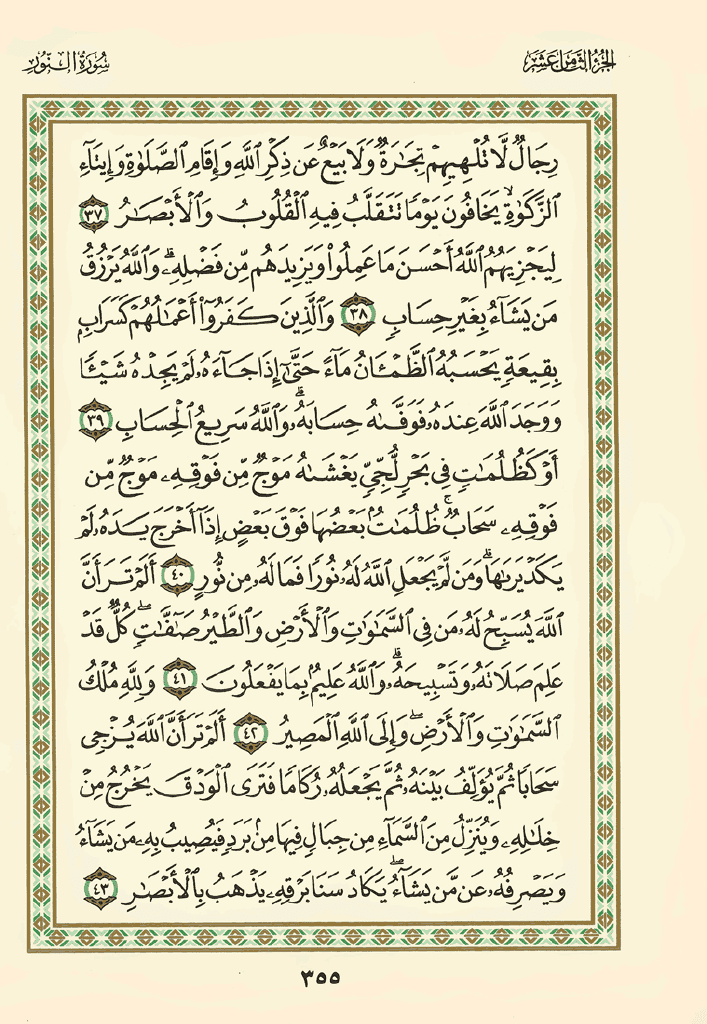 الجزء الثامن عشر
سورة النور
رِجَالٌ لَّا تُلْهِيهِمْ تِجَٰرَةٌ وَلَا بَيْعٌ عَن ذِكْرِ ٱللَّهِ وَإِقَامِ ٱلصَّلَوٰةِ وَإِيتَآءِ
ٱلزَّكَوٰةِ ۙ يَخَافُونَ يَوْمًا تَتَقَلَّبُ فِيهِ ٱلْقُلُوبُ وَٱلْأَبْصَٰرُ ٣٧
لِيَجْزِيَهُمُ ٱللَّهُ أَحْسَنَ مَا عَمِلُوا۟ وَيَزِيدَهُم مِّن فَضْلِهِۦ ۗ وَٱللَّهُ يَرْزُقُ
مَن يَشَآءُ بِغَيْرِ حِسَابٍ ٣٨ وَٱلَّذِينَ كَفَرُوٓا۟ أَعْمَٰلُهُمْ كَسَرَابٍۭ
بِقِيعَةٍ يَحْسَبُهُ ٱلظَّمْـَٔانُ مَآءً حَتَّىٰٓ إِذَا جَآءَهُۥ لَمْ يَجِدْهُ شَيْـًٔا
وَوَجَدَ ٱللَّهَ عِندَهُۥ فَوَفَّىٰهُ حِسَابَهُۥ ۗ وَٱللَّهُ سَرِيعُ ٱلْحِسَابِ ٣٩
أَوْ كَظُلُمَٰتٍ فِى بَحْرٍ لُّجِّىٍّ يَغْشَىٰهُ مَوْجٌ مِّن فَوْقِهِۦ مَوْجٌ مِّن
فَوْقِهِۦ سَحَابٌ ۚ ظُلُمَٰتٌۢ بَعْضُهَا فَوْقَ بَعْضٍ إِذَآ أَخْرَجَ يَدَهُۥ لَمْ
يَكَدْ يَرَىٰهَا ۗ وَمَن لَّمْ يَجْعَلِ ٱللَّهُ لَهُۥ نُورًا فَمَا لَهُۥ مِن نُّورٍ ٤٠ أَلَمْ تَرَ أَنَّ
ٱللَّهَ يُسَبِّحُ لَهُۥ مَن فِى ٱلسَّمَٰوَٰتِ وَٱلْأَرْضِ وَٱلطَّيْرُ صَٰٓفَّٰتٍ ۖ كُلٌّ قَدْ
عَلِمَ صَلَاتَهُۥ وَتَسْبِيحَهُۥ ۗ وَٱللَّهُ عَلِيمٌۢ بِمَا يَفْعَلُونَ ٤١ وَلِلَّهِ مُلْكُ
ٱلسَّمَٰوَٰتِ وَٱلْأَرْضِ ۖ وَإِلَى ٱللَّهِ ٱلْمَصِيرُ ٤٢ أَلَمْ تَرَ أَنَّ ٱللَّهَ يُزْجِى
سَحَابًا ثُمَّ يُؤَلِّفُ بَيْنَهُۥ ثُمَّ يَجْعَلُهُۥ رُكَامًا فَتَرَى ٱلْوَدْقَ يَخْرُجُ مِنْ
خِلَٰلِهِۦ وَيُنَزِّلُ مِنَ ٱلسَّمَآءِ مِن جِبَالٍ فِيهَا مِنۢ بَرَدٍ فَيُصِيبُ بِهِۦ مَن يَشَآءُ
وَيَصْرِفُهُۥ عَن مَّن يَشَآءُ ۖ يَكَادُ سَنَا بَرْقِهِۦ يَذْهَبُ بِٱلْأَبْصَٰرِ ٤٣
٣٥٥